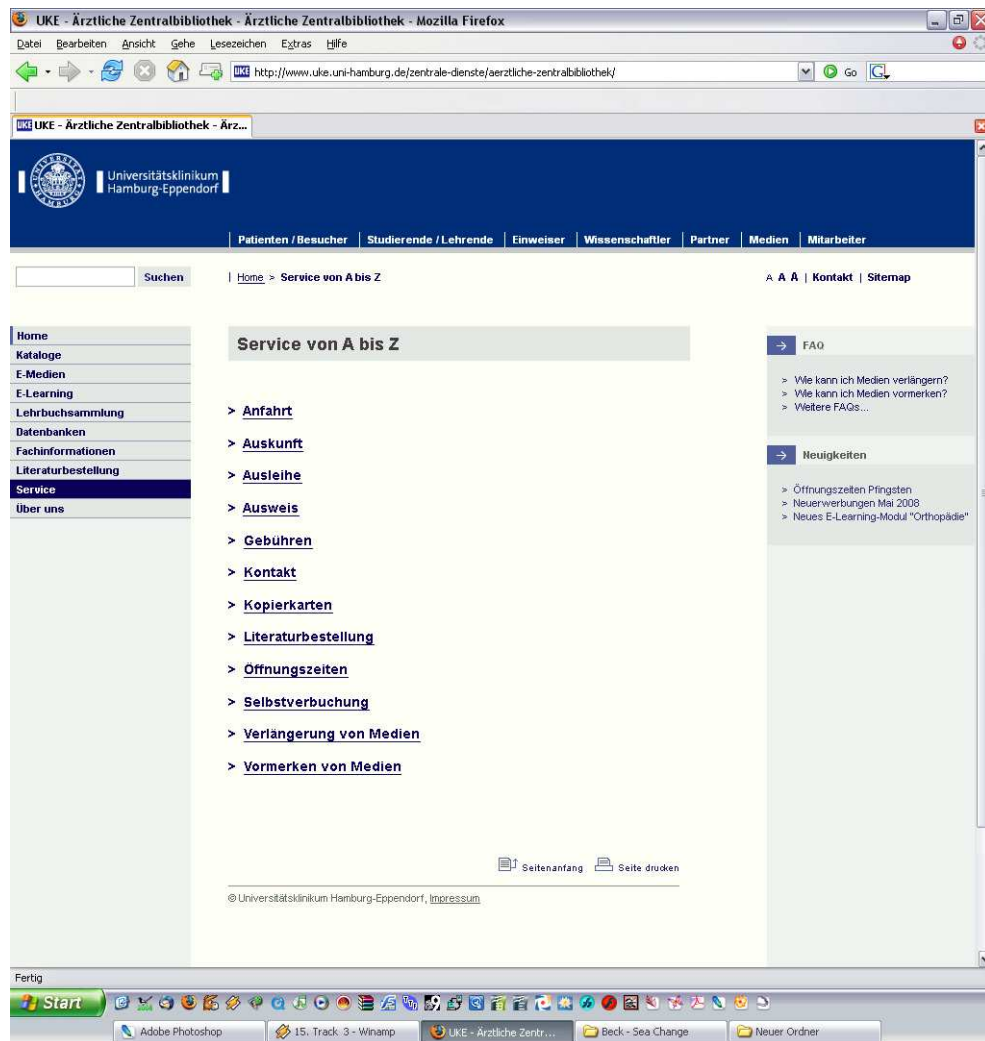 UKE - Ärztliche Zentralbibliothek - Ärztliche Zentralbibliothek - Mozilla Firefox
Datei Bearbeiten Ansicht Gehe Lesezeichen Extras Hilfe
http://www.uke.uni-hamburg.de/zentrale-dienste/aerztliche-zentralbibliothek/ Go
UKE - Ärztliche Zentralbibliothek - Ärz...
Universitätsklinikum
Hamburg-Eppendorf
Patienten / Besucher | Studierende / Lehrende | Einweiser | Wissenschaftler | Partner | Medien | Mitarbeiter
Suchen
| Home > Service von A bis Z
A A A | Kontakt | Sitemap
Home
Kataloge
E-Medien
E-Learning
Lehrbuchsammlung
Datenbanken
Fachinformationen
Literaturbestellung
Service
Über uns
Service von A bis Z
> Anfahrt
> Auskunft
> Ausleihe
> Ausweis
> Gebühren
> Kontakt
> Kopierkarten
> Literaturbestellung
> Öffnungszeiten
> Selbstverbuchung
> Verlängerung von Medien
> Vormerken von Medien
FAQ
> Wie kann ich Medien verlängern?
> Wie kann ich Medien vormerken?
> Weitere FAQs...
Neuigkeiten
> Öffnungszeiten Pfingsten
> Neuerwerbungen Mai 2008
> Neues E-Learning-Modul "Orthopädie"
Seitenanfang Seite drucken
© Universitätsklinikum Hamburg-Eppendorf, Impressum
Fertig
Start
Adobe Photoshop
15. Track 3 - Winamp
UKE - Ärztliche Zentr...
Beck - Sea Change
Neuer Ordner